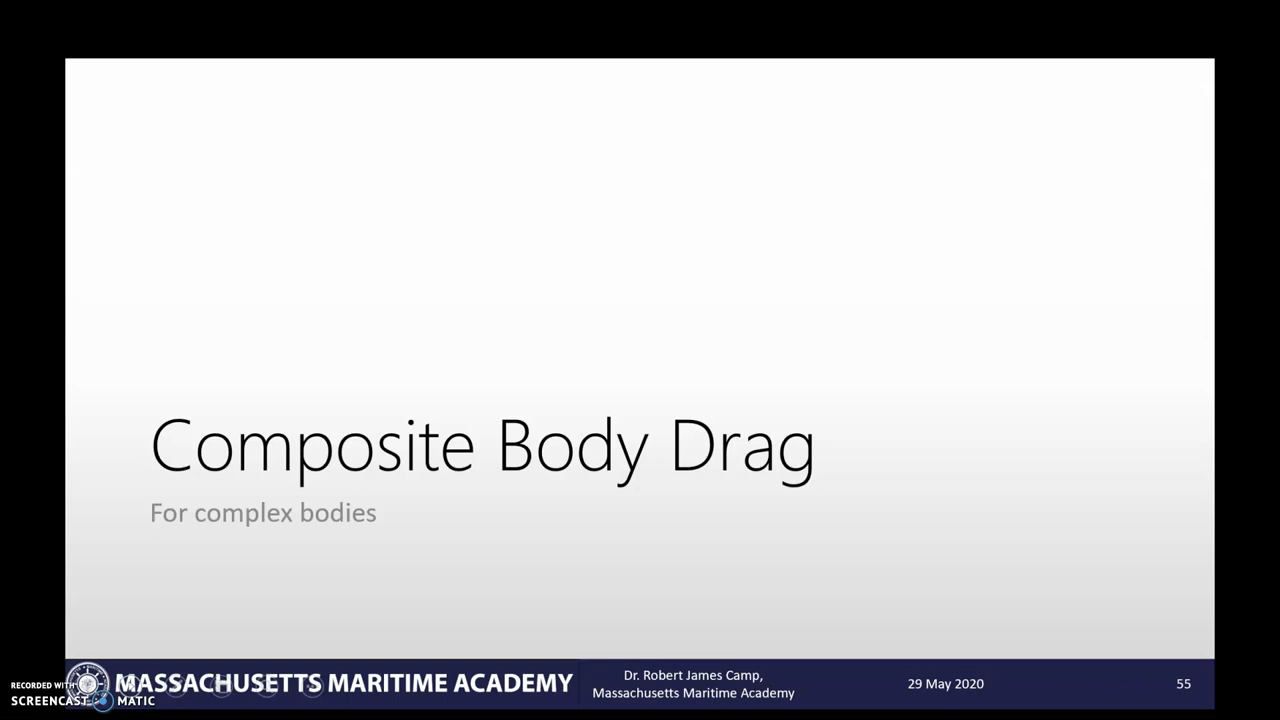 Composite Body Drag
For complex bodies
MASSACHUSETTS MARITIME ACADEMY
Dr. Robert James Camp,
Massachusetts Maritime Academy
29 May 2020
55
RECORDED WITH
SCREENCAST MATIC